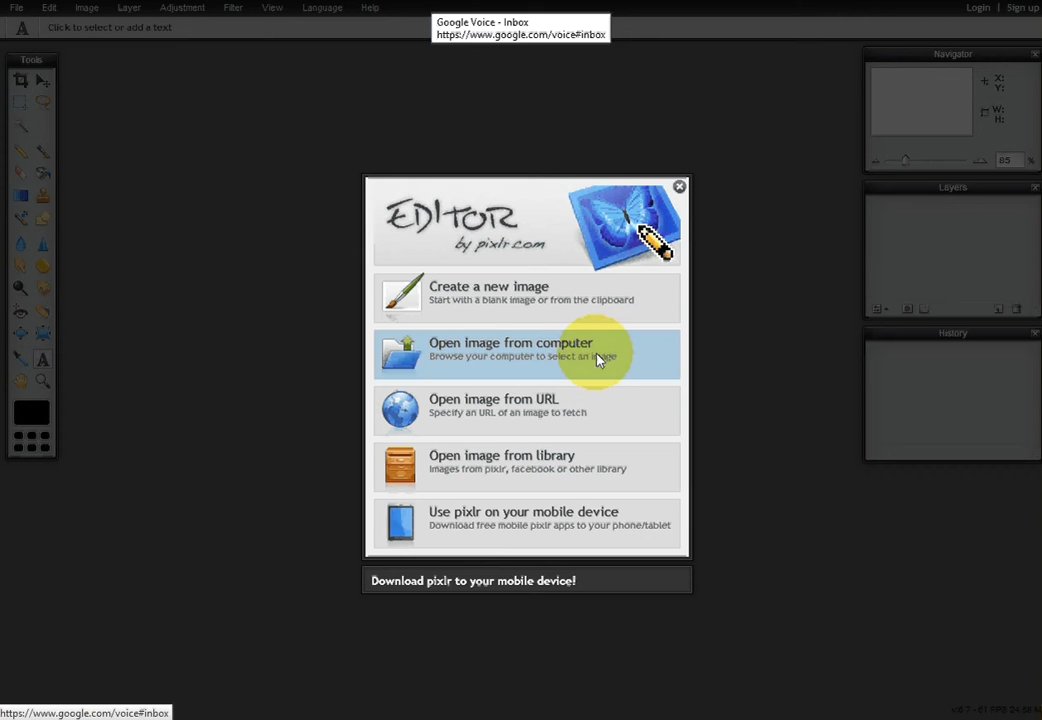 File Edit Image Layer Adjustment Filter View Language Help
Login | Sign up
Click to select or add a text
Google Voice - Inbox
https://www.google.com/voice#inbox
Tools
Navigator
X:
Y:
W:
H:
85 %
Layers
History
EDITOR
by pixlr.com
Create a new image
Start with a blank image or from the clipboard
Open image from computer
Browse your computer to select an image
Open image from URL
Specify an URL of an image to fetch
Open image from library
Images from pixlr, facebook or other library
Use pixlr on your mobile device
Download free mobile pixlr apps to your phone/tablet
Download pixlr to your mobile device!
https://www.google.com/voice#inbox